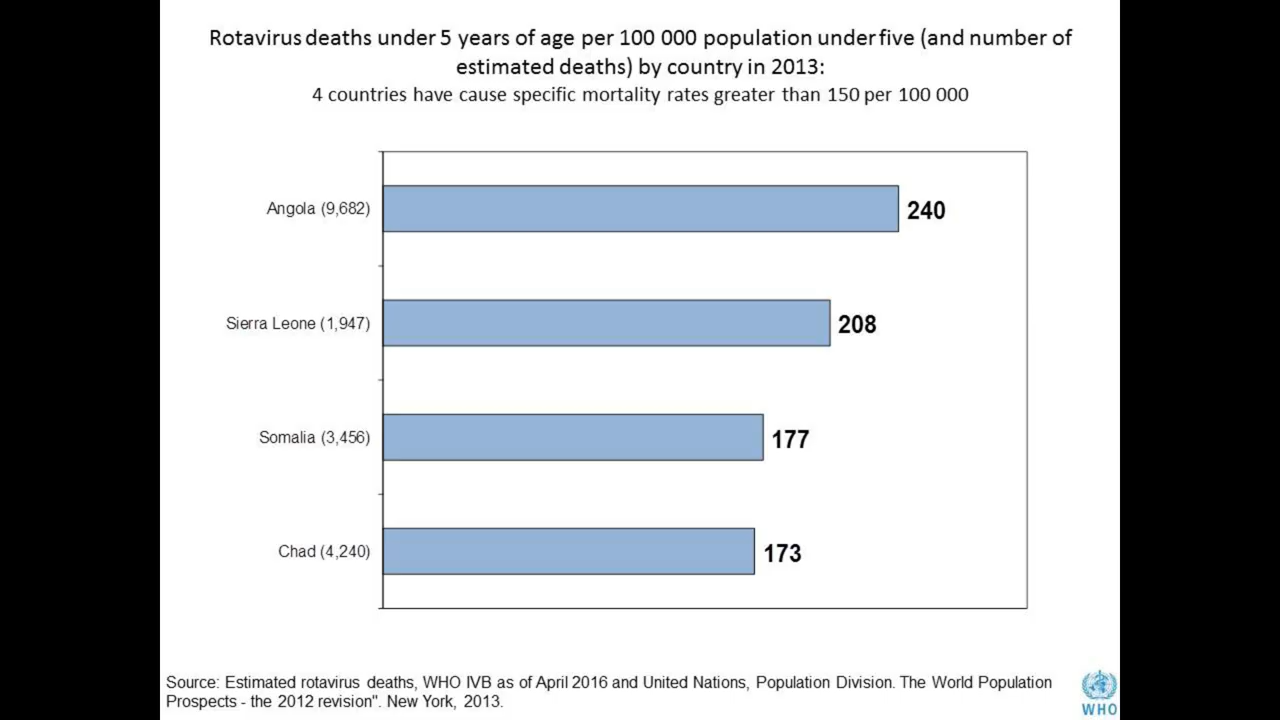 Rotavirus deaths under 5 years of age per 100 000 population under five (and number of
estimated deaths) by country in 2013:
4 countries have cause specific mortality rates greater than 150 per 100 000
Angola (9,682)
240
Sierra Leone (1,947)
208
Somalia (3,456)
177
Chad (4,240)
173
Source: Estimated rotavirus deaths, WHO IVB as of April 2016 and United Nations, Population Division. The World Population
Prospects - the 2012 revision". New York, 2013.
WHO